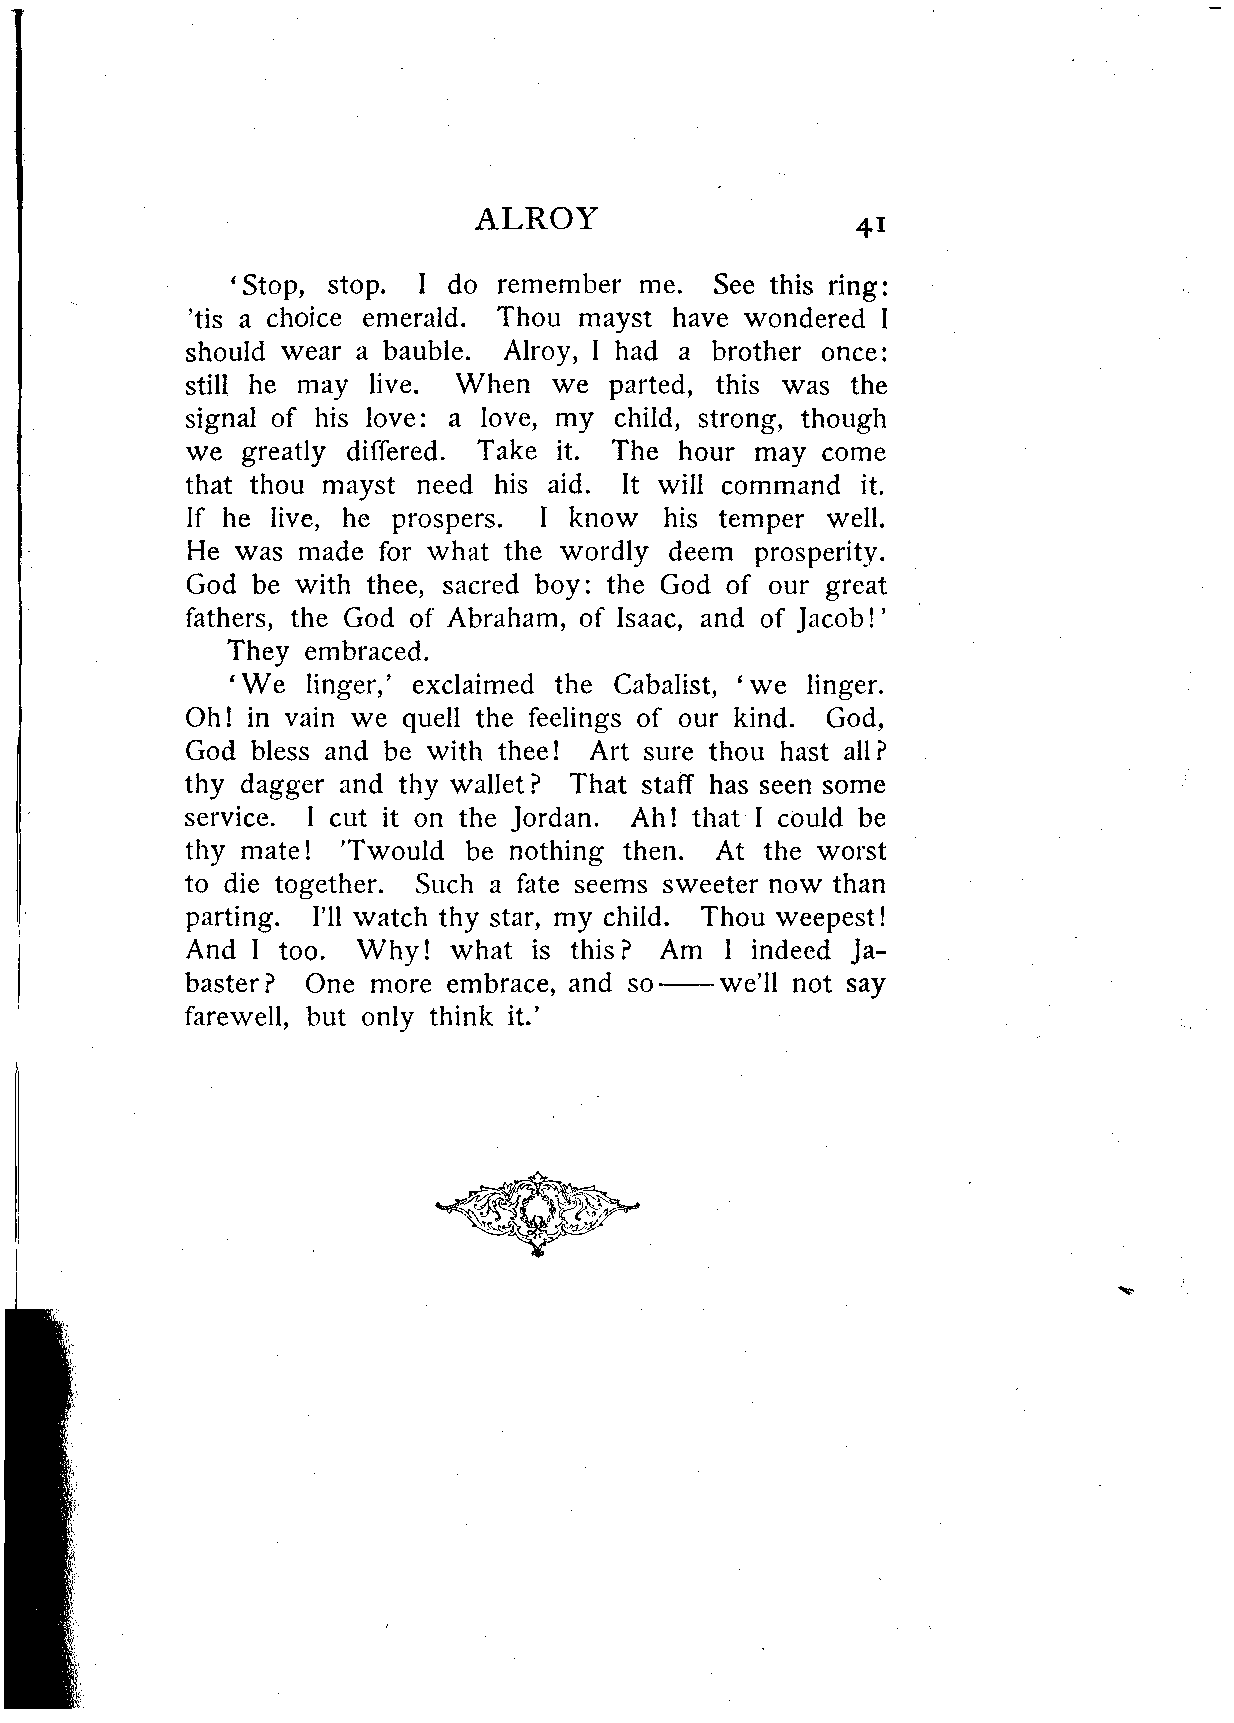 ALROY 41
‘Stop, stop. I do remember me. See this ring:
’tis a choice emerald. Thou mayst have wondered I
should wear a bauble. Alroy, I had a brother once:
still he may live. When we parted, this was the
signal of his love: a love, my child, strong, though
we greatly differed. Take it. The hour may come
that thou mayst need his aid. It will command it.
If he live, he prospers. I know his temper well.
He was made for what the wordly deem prosperity.
God be with thee, sacred boy: the God of our great
fathers, the God of Abraham, of Isaac, and of Jacob!’
They embraced.
‘We linger,’ exclaimed the Cabalist, ‘we linger.
Oh! in vain we quell the feelings of our kind. God,
God bless and be with thee! Art sure thou hast all?
thy dagger and thy wallet? That staff has seen some
service. I cut it on the Jordan. Ah! that I could be
thy mate! ’Twould be nothing then. At the worst
to die together. Such a fate seems sweeter now than
parting. I’ll watch thy star, my child. Thou weepest!
And I too. Why! what is this? Am I indeed Ja-
baster? One more embrace, and so——we’ll not say
farewell, but only think it.’